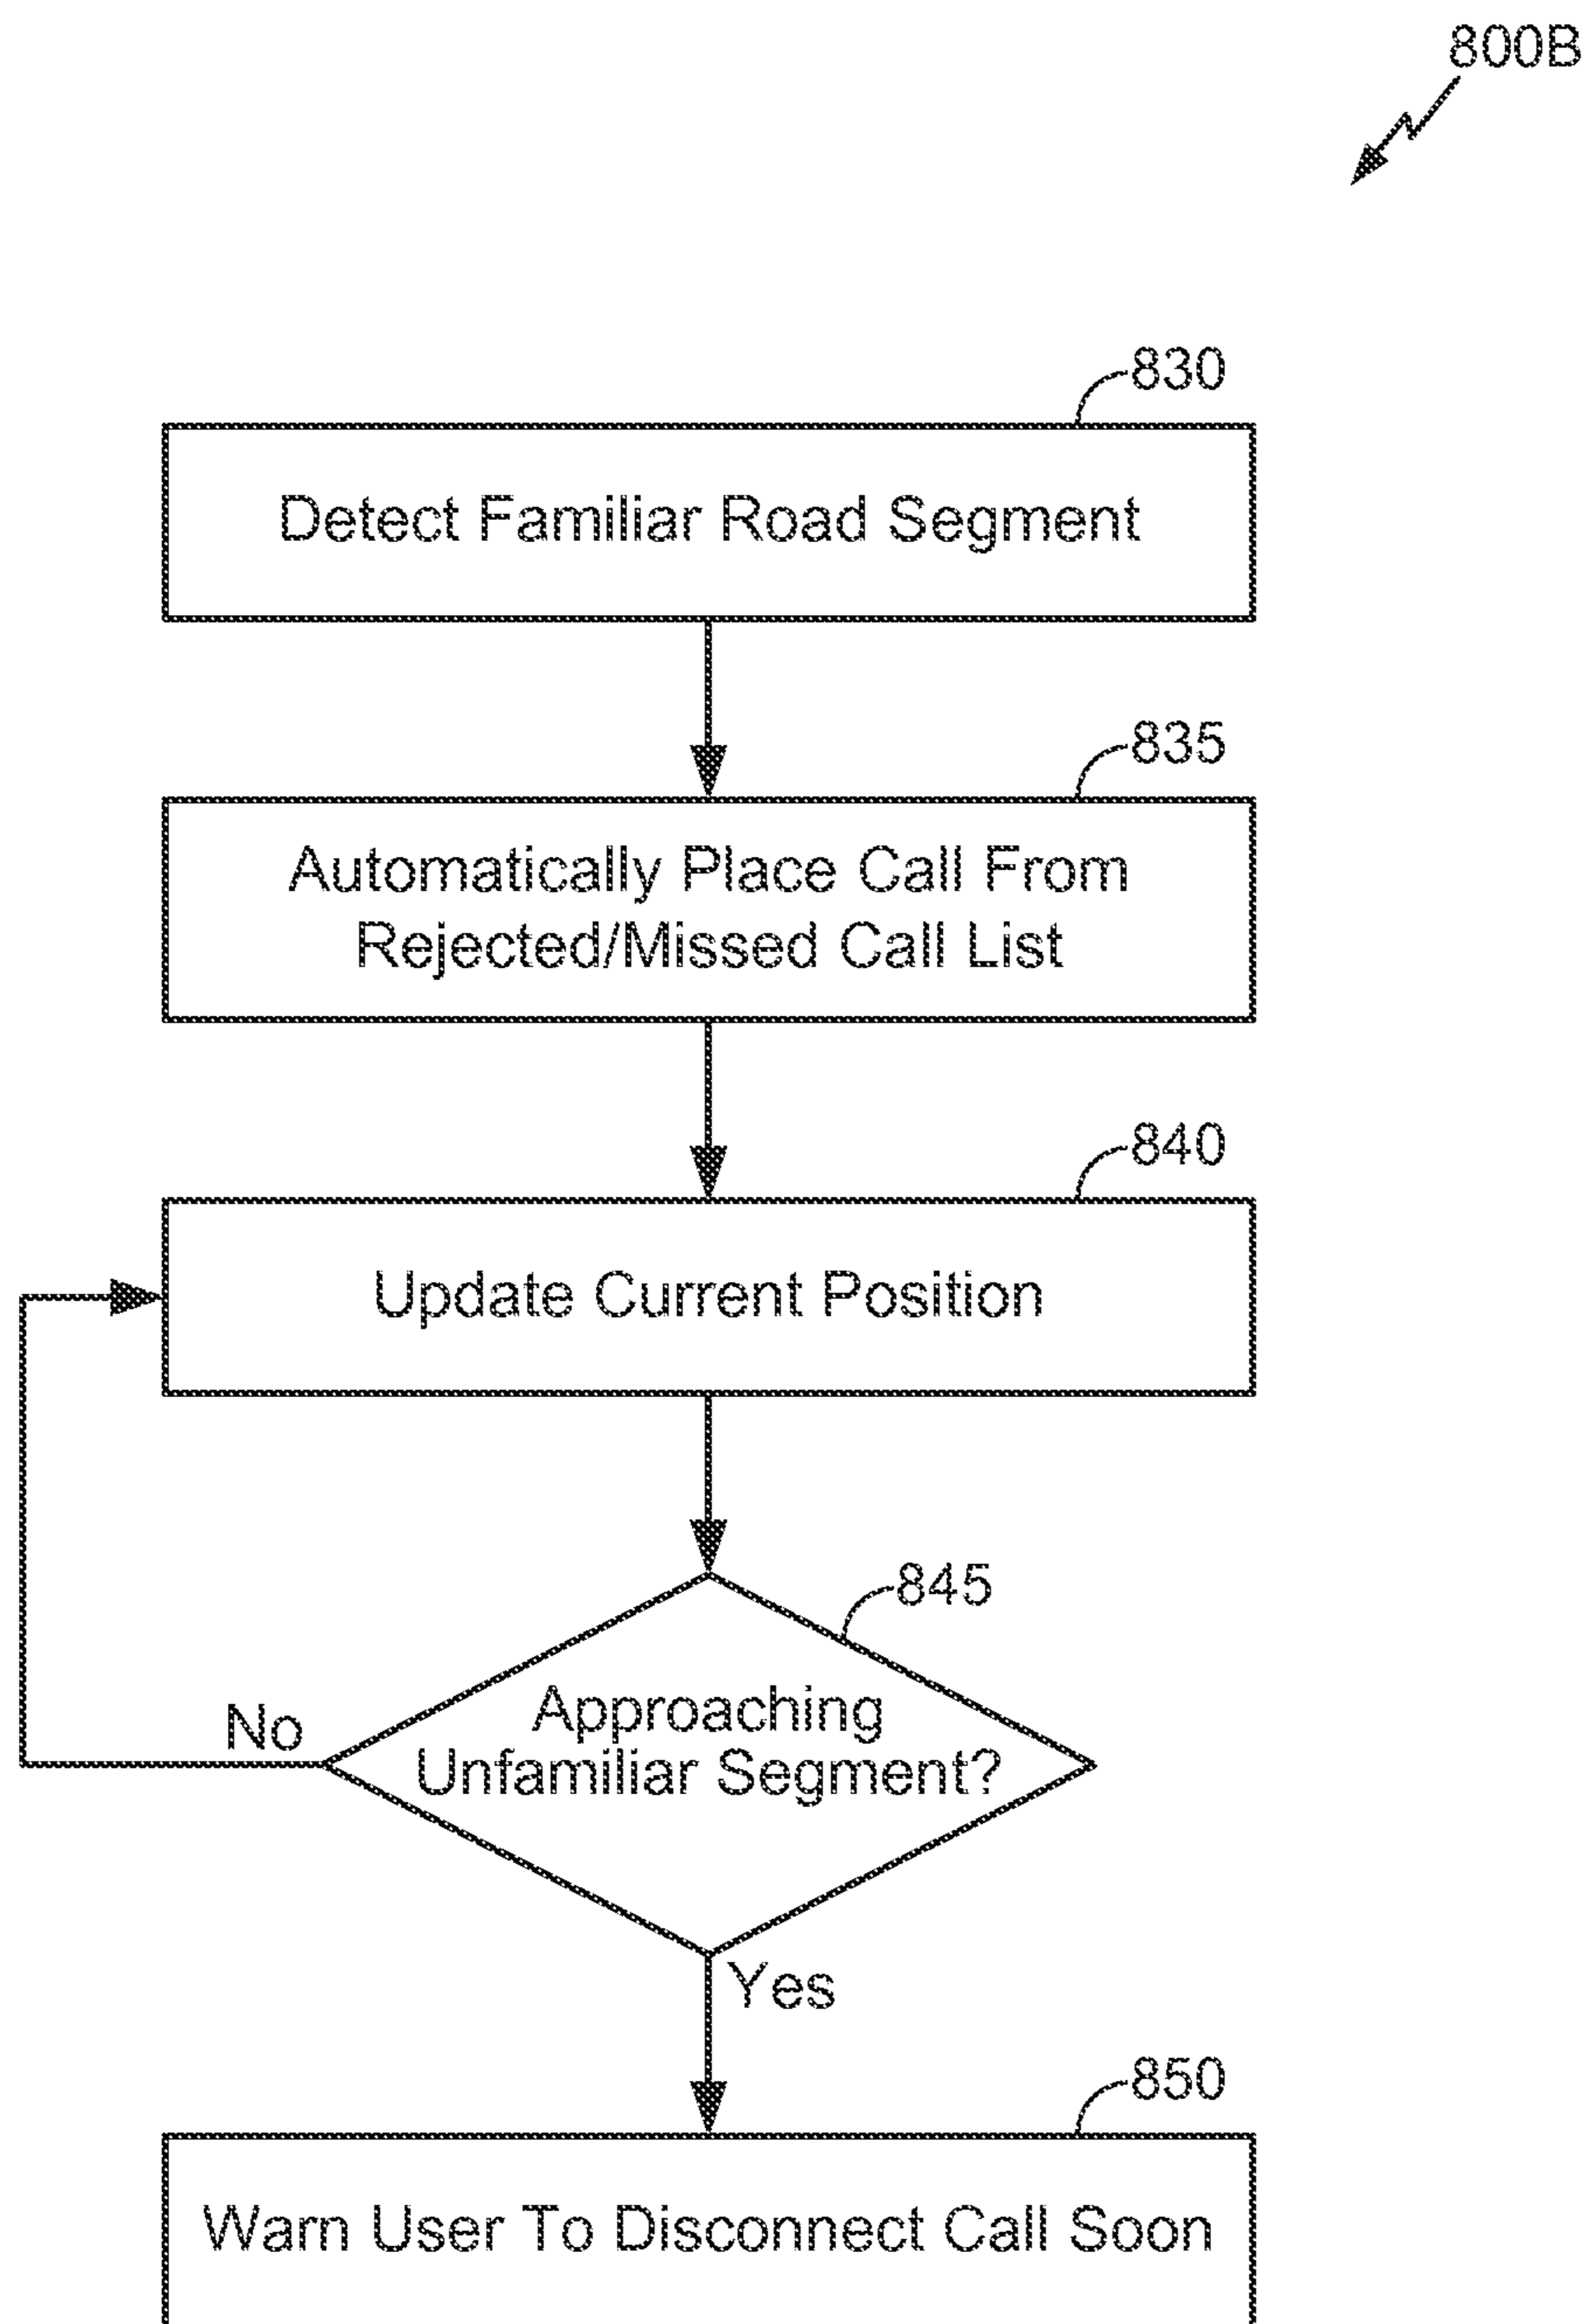 800B
830
Detect Familiar Road Segment
835
Automatically Place Call From
Rejected/Missed Call List
840
Update Current Position
845
Approaching
Unfamiliar Segment?
No
Yes
850
Warn User To Disconnect Call Soon